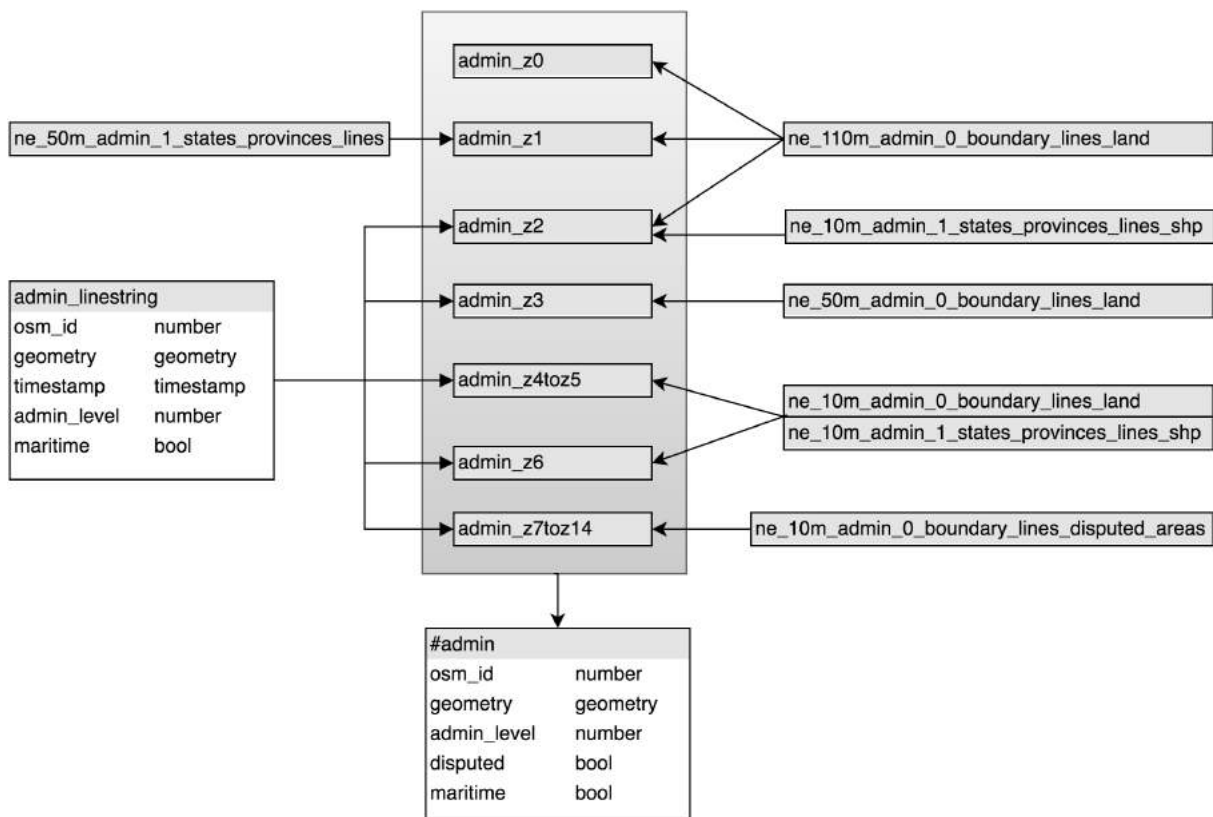 admin_z0
ne_50m_admin_1_states_provinces_lines
admin_z1
ne_110m_admin_0_boundary_lines_land
admin_z2
ne_10m_admin_1_states_provinces_lines_shp
admin_linestring
osm_id number
geometry geometry
timestamp timestamp
admin_level number
maritime bool
admin_z3
ne_50m_admin_0_boundary_lines_land
admin_z4toz5
ne_10m_admin_0_boundary_lines_land
ne_10m_admin_1_states_provinces_lines_shp
admin_z6
admin_z7toz14
ne_10m_admin_0_boundary_lines_disputed_areas
#admin
osm_id number
geometry geometry
admin_level number
disputed bool
maritime bool